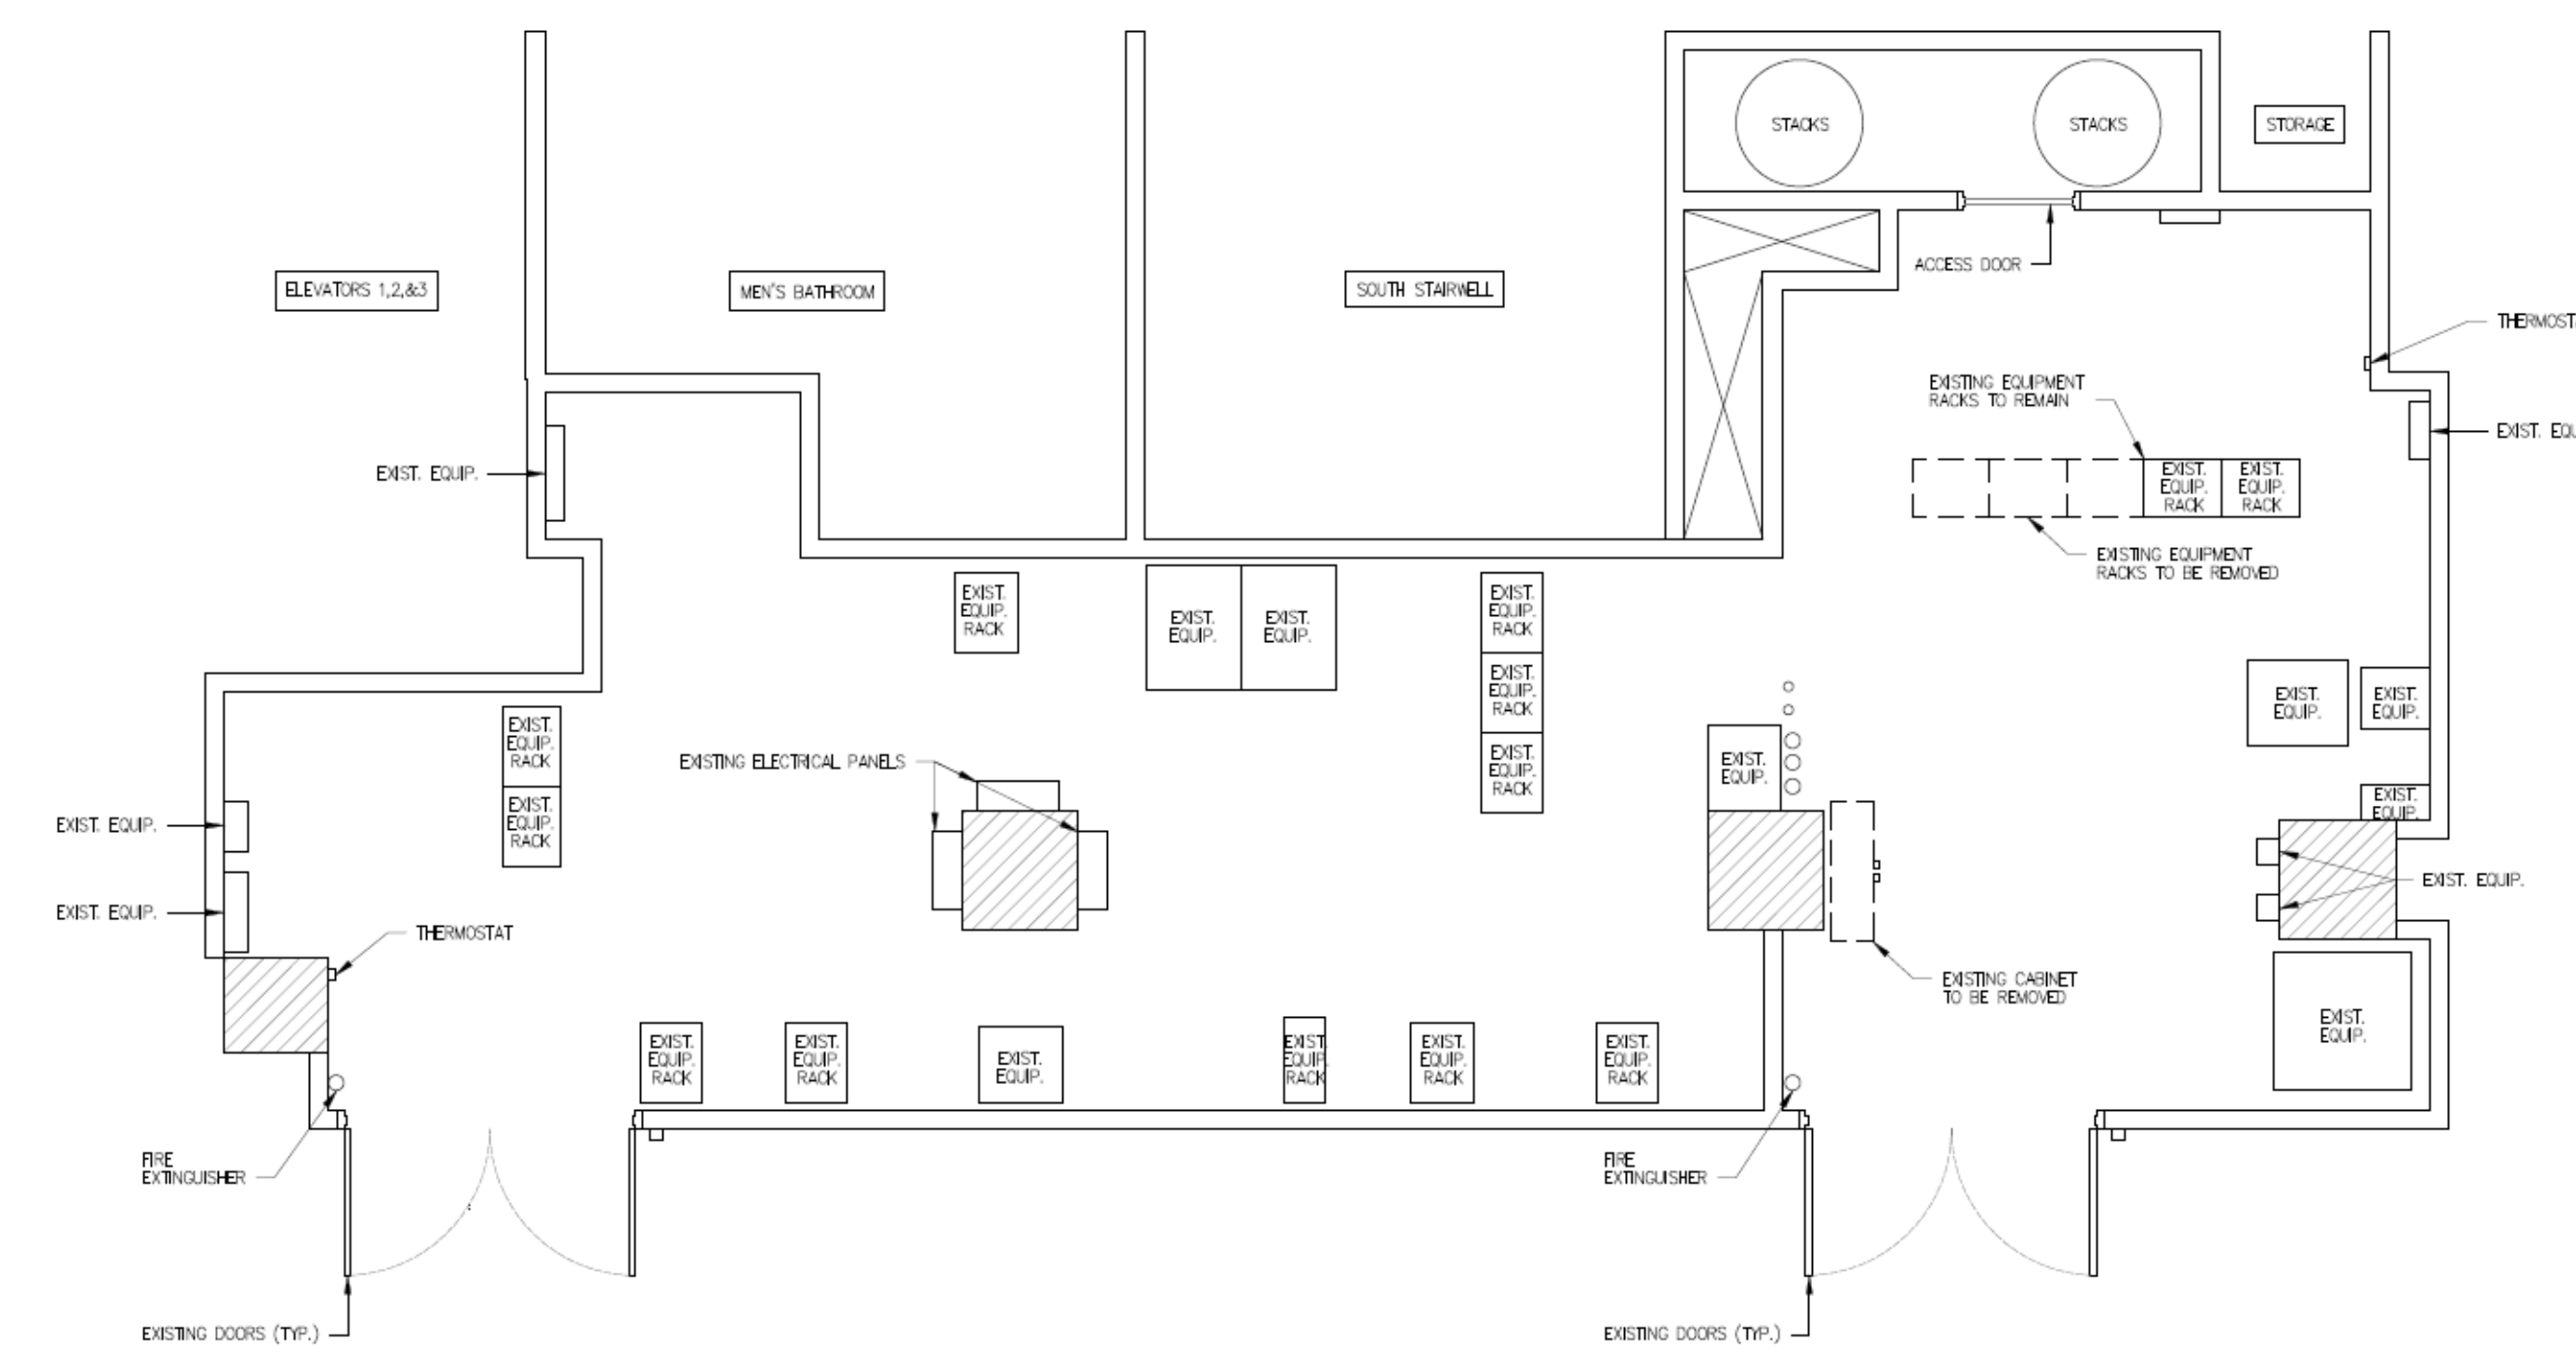 STACKS
STACKS
STORAGE
ACCESS DOOR
ELEVATORS 1,2,&3
MEN'S BATHROOM
SOUTH STAIRWELL
THERMOST
EXISTING EQUIPMENT
RACKS TO REMAIN
EXIST. EQU
EXIST. EQUIP.
EXIST.
EQUIP.
RACK
EXIST.
EQUIP.
RACK
EXISTING EQUIPMENT
RACKS TO BE REMOVED
EXIST.
EQUIP.
RACK
EXIST.
EQUIP.
EXIST.
EQUIP.
EXIST.
EQUIP.
RACK
EXIST.
EQUIP.
RACK
EXIST.
EQUIP.
RACK
EXIST.
EQUIP.
EXIST.
EQUIP.
EXIST.
EQUIP.
RACK
EXIST.
EQUIP.
RACK
EXISTING ELECTRICAL PANELS
EXIST.
EQUIP.
EXIST.
EQUIP.
EXIST. EQUIP.
EXIST. EQUIP.
EXIST. EQUIP.
THERMOSTAT
EXISTING CABINET
TO BE REMOVED
EXIST.
EQUIP.
EXIST.
EQUIP.
RACK
EXIST.
EQUIP.
RACK
EXIST.
EQUIP.
EXIST.
EQUIP.
RACK
EXIST.
EQUIP.
RACK
EXIST.
EQUIP.
RACK
FIRE
EXTINGUISHER
FIRE
EXTINGUISHER
EXISTING DOORS (TYP.)
EXISTING DOORS (TYP.)